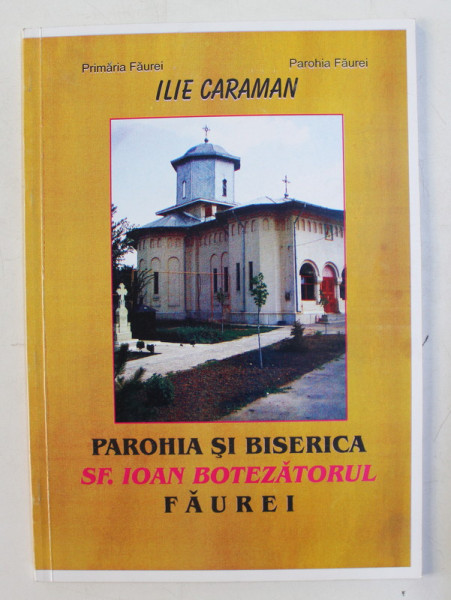 Primăria Făurei
Parohia Făurei
ILIE CARAMAN
PAROHIA ŞI BISERICA
SF. IOAN BOTEZĂTORUL
FĂUREI